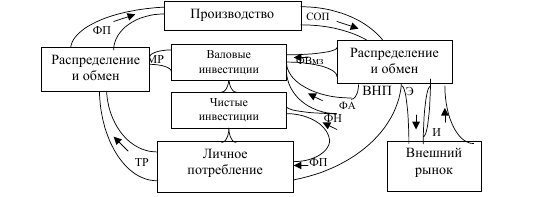 Производство
СОП
ФП
Распределение
и обмен
МР
Валовые
инвестиции
ФВмз
Распределение
и обмен
ВНП
Э
ФА
Чистые
инвестиции
ФН
И
ТР
Личное
потребление
ФП
Внешний
рынок